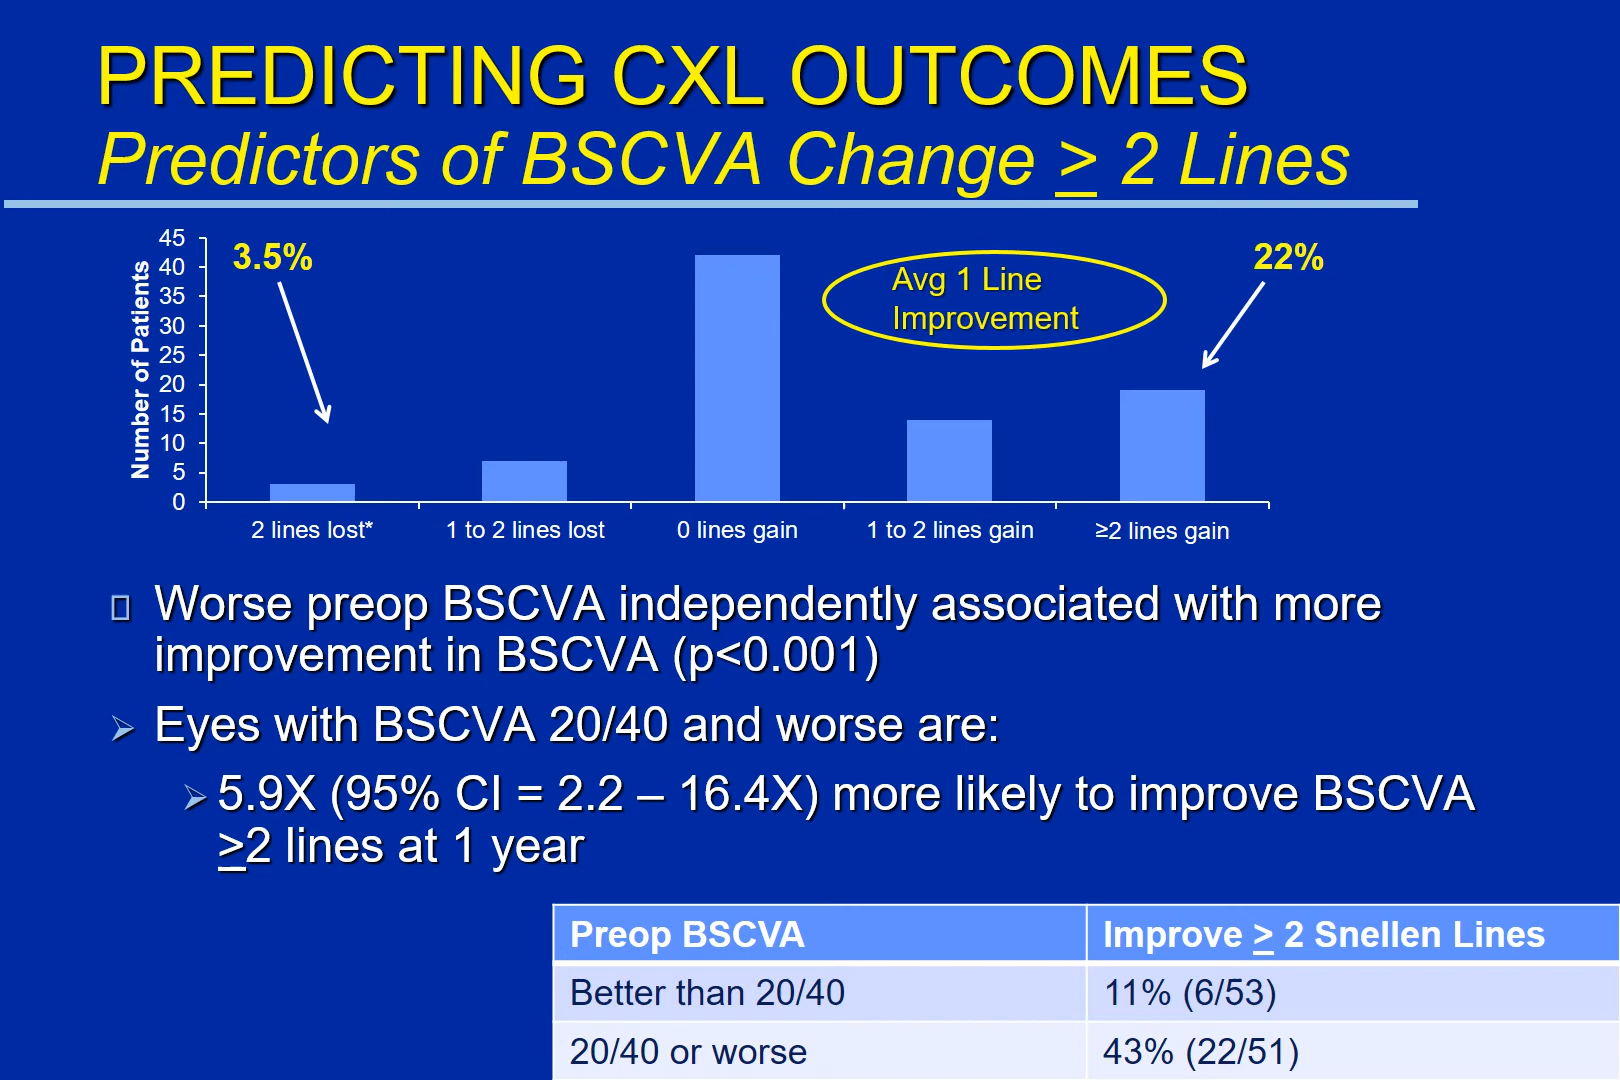 PREDICTING CXL OUTCOMES
Predictors of BSCVA Change ≥ 2 Lines
Number of Patients
45
40
35
30
25
20
15
10
5
0
3.5%
Avg 1 Line
Improvement
22%
2 lines lost*
1 to 2 lines lost
0 lines gain
1 to 2 lines gain
≥2 lines gain
Worse preop BSCVA independently associated with more
improvement in BSCVA (p<0.001)
Eyes with BSCVA 20/40 and worse are:
5.9X (95% CI = 2.2 – 16.4X) more likely to improve BSCVA
≥2 lines at 1 year
Preop BSCVA
Improve ≥ 2 Snellen Lines
Better than 20/40
11% (6/53)
20/40 or worse
43% (22/51)